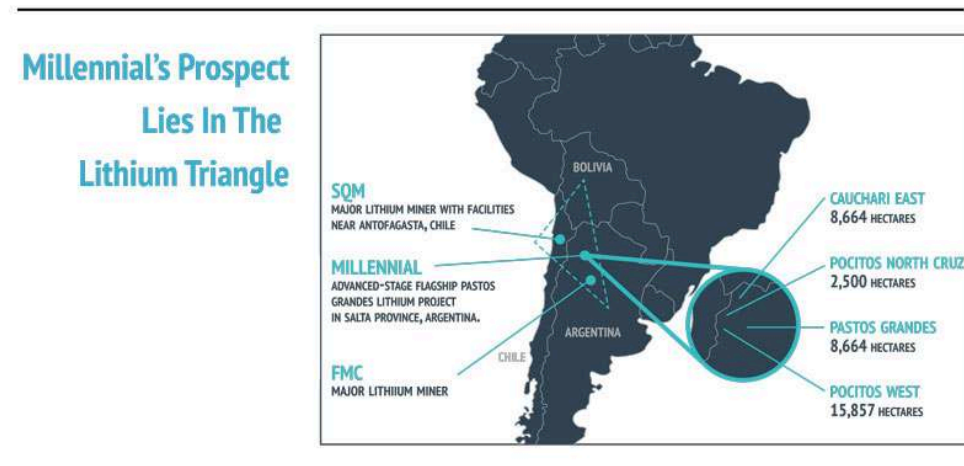 Millennial's Prospect
Lies In The
Lithium Triangle
BOLIVIA
SQM
MAJOR LITHIUM MINER WITH FACILITIES
NEAR ANTOFAGASTA, CHILE
MILLENNIAL
ADVANCED-STAGE FLAGSHIP PASTOS
GRANDES LITHIUM PROJECT
IN SALTA PROVINCE, ARGENTINA.
FMC
MAJOR LITHIIUM MINER
CHILE
ARGENTINA
CAUCHARI EAST
8,664 HECTARES
POCITOS NORTH CRUZ
2,500 HECTARES
PASTOS GRANDES
8,664 HECTARES
POCITOS WEST
15,857 HECTARES